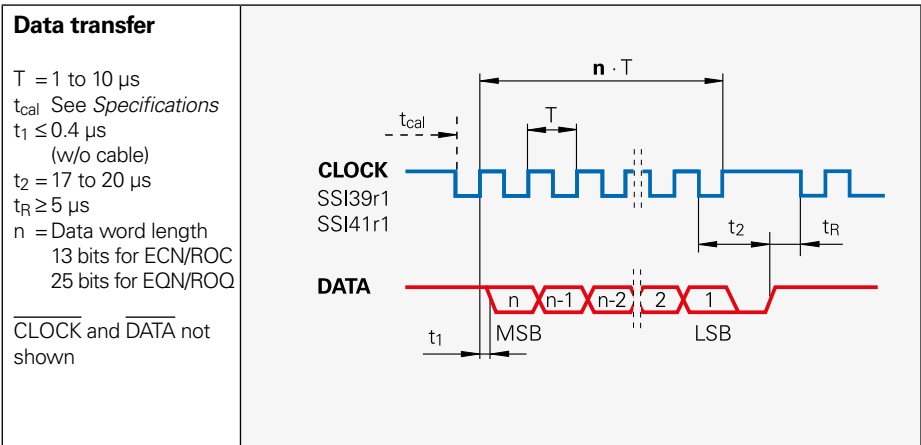 Data transfer
T = 1 to 10 µs
tcal See Specifications
t1 ≤ 0.4 µs
(w/o cable)
t2 = 17 to 20 µs
tR ≥ 5 µs
n = Data word length
13 bits for ECN/ROC
25 bits for EQN/ROQ
CLOCK and DATA not
shown
n · T
tcal
T
CLOCK
SSI39r1
SSI41r1
t2
tR
DATA
n
n-1
n-2
2
1
t1
MSB
LSB